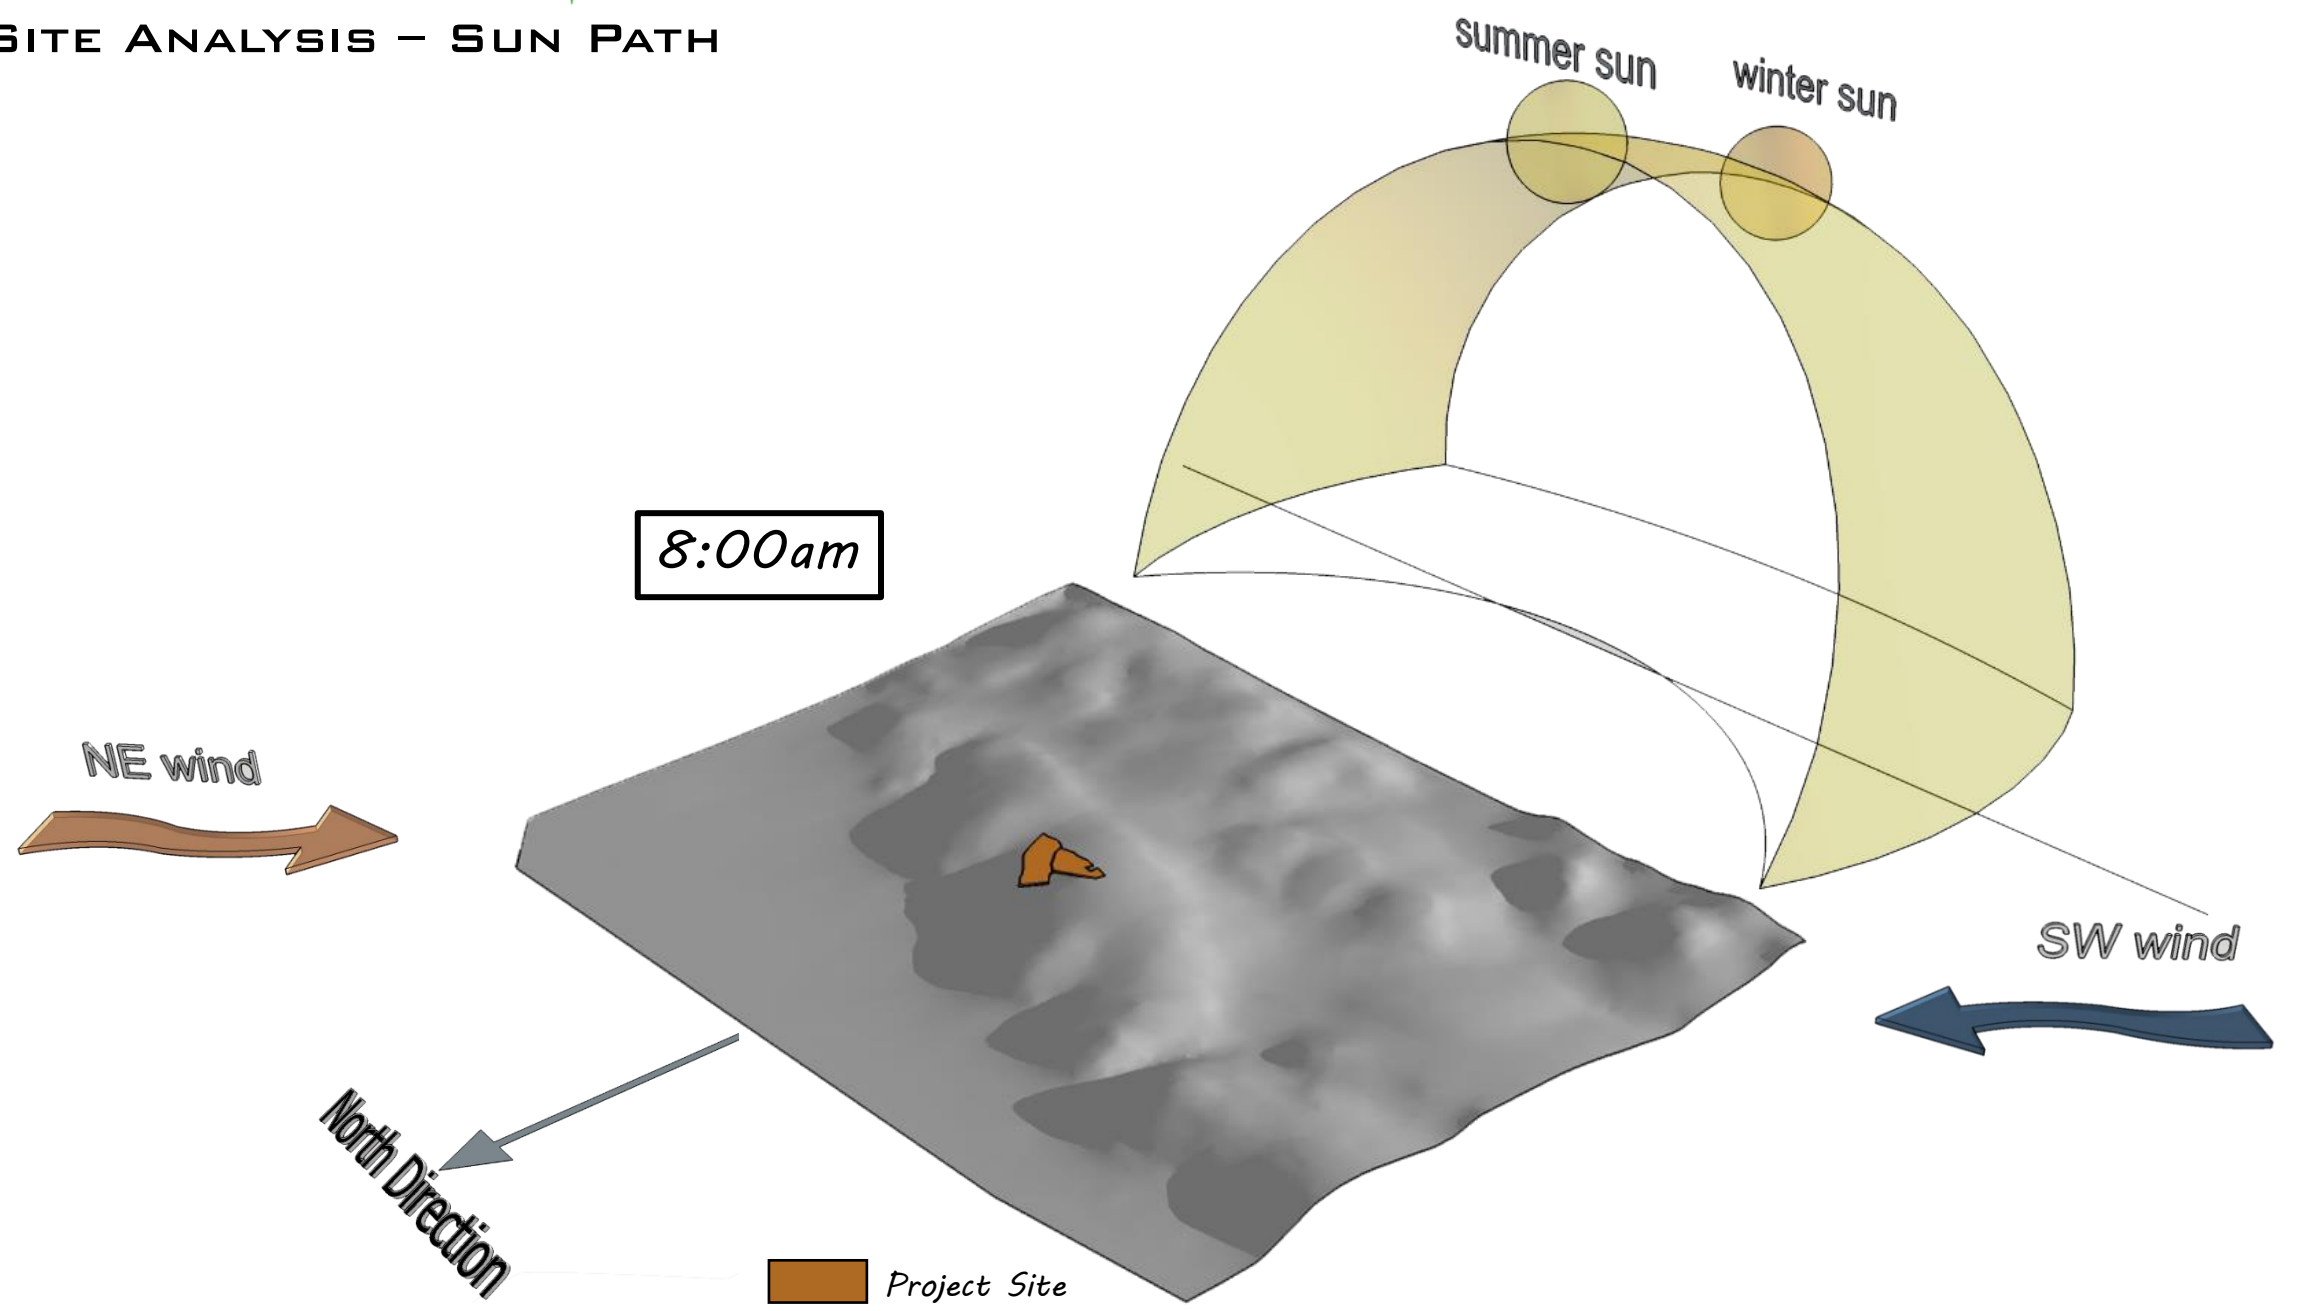 SITE ANALYSIS – SUN PATH
summer sun
winter sun
8:00am
NE wind
SW wind
North Direction
Project Site